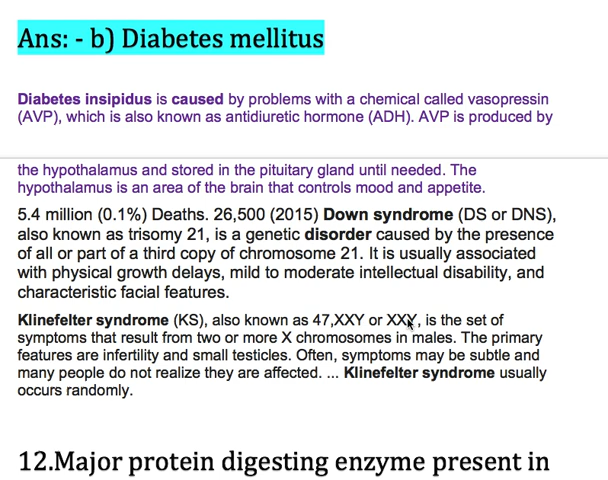 Ans: - b) Diabetes mellitus
Diabetes insipidus is caused by problems with a chemical called vasopressin
(AVP), which is also known as antidiuretic hormone (ADH). AVP is produced by
the hypothalamus and stored in the pituitary gland until needed. The
hypothalamus is an area of the brain that controls mood and appetite.
5.4 million (0.1%) Deaths. 26,500 (2015) Down syndrome (DS or DNS),
also known as trisomy 21, is a genetic disorder caused by the presence
of all or part of a third copy of chromosome 21. It is usually associated
with physical growth delays, mild to moderate intellectual disability, and
characteristic facial features.
Klinefelter syndrome (KS), also known as 47,XXY or XXY, is the set of
symptoms that result from two or more X chromosomes in males. The primary
features are infertility and small testicles. Often, symptoms may be subtle and
many people do not realize they are affected. ... Klinefelter syndrome usually
occurs randomly.
12.Major protein digesting enzyme present in